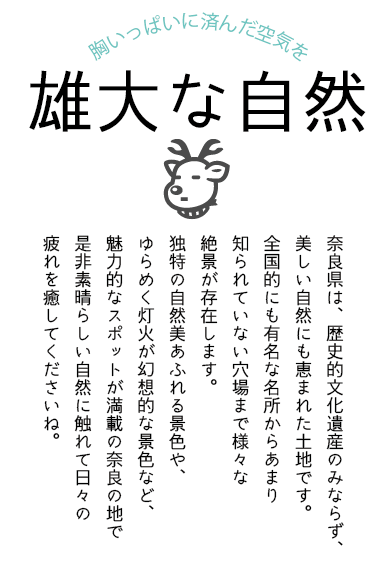 胸いっぱいに済んだ空気を
雄大な自然
奈良県は、歴史的文化遺産のみならず、
美しい自然にも恵まれた土地です。
全国的にも有名な名所からあまり
知られていない穴場まで様々な
絶景が存在します。
独特の自然美あふれる景色や、
ゆらめく灯火が幻想的な景色など、
魅力的なスポットが満載の奈良の地で
是非素晴らしい自然に触れて日々の
疲れを癒してくださいね。